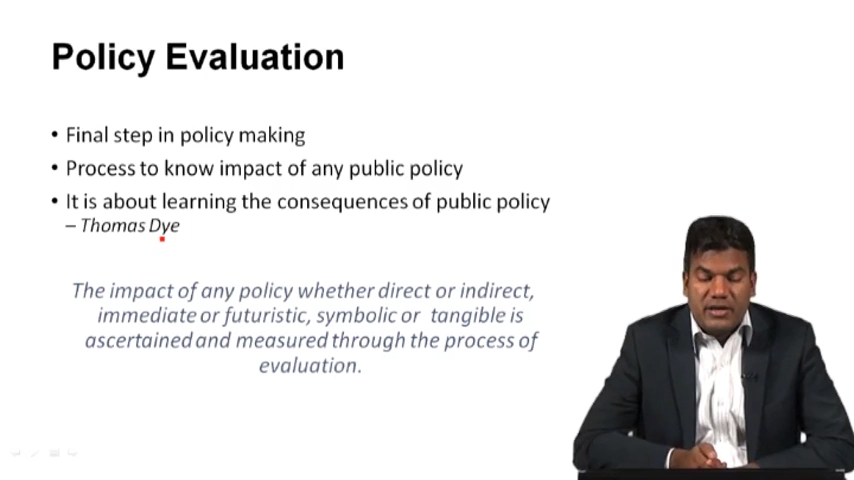 Policy Evaluation
• Final step in policy making
• Process to know impact of any public policy
• It is about learning the consequences of public policy
– Thomas Dye
The impact of any policy whether direct or indirect,
immediate or futuristic, symbolic or tangible is
ascertained and measured through the process of
evaluation.